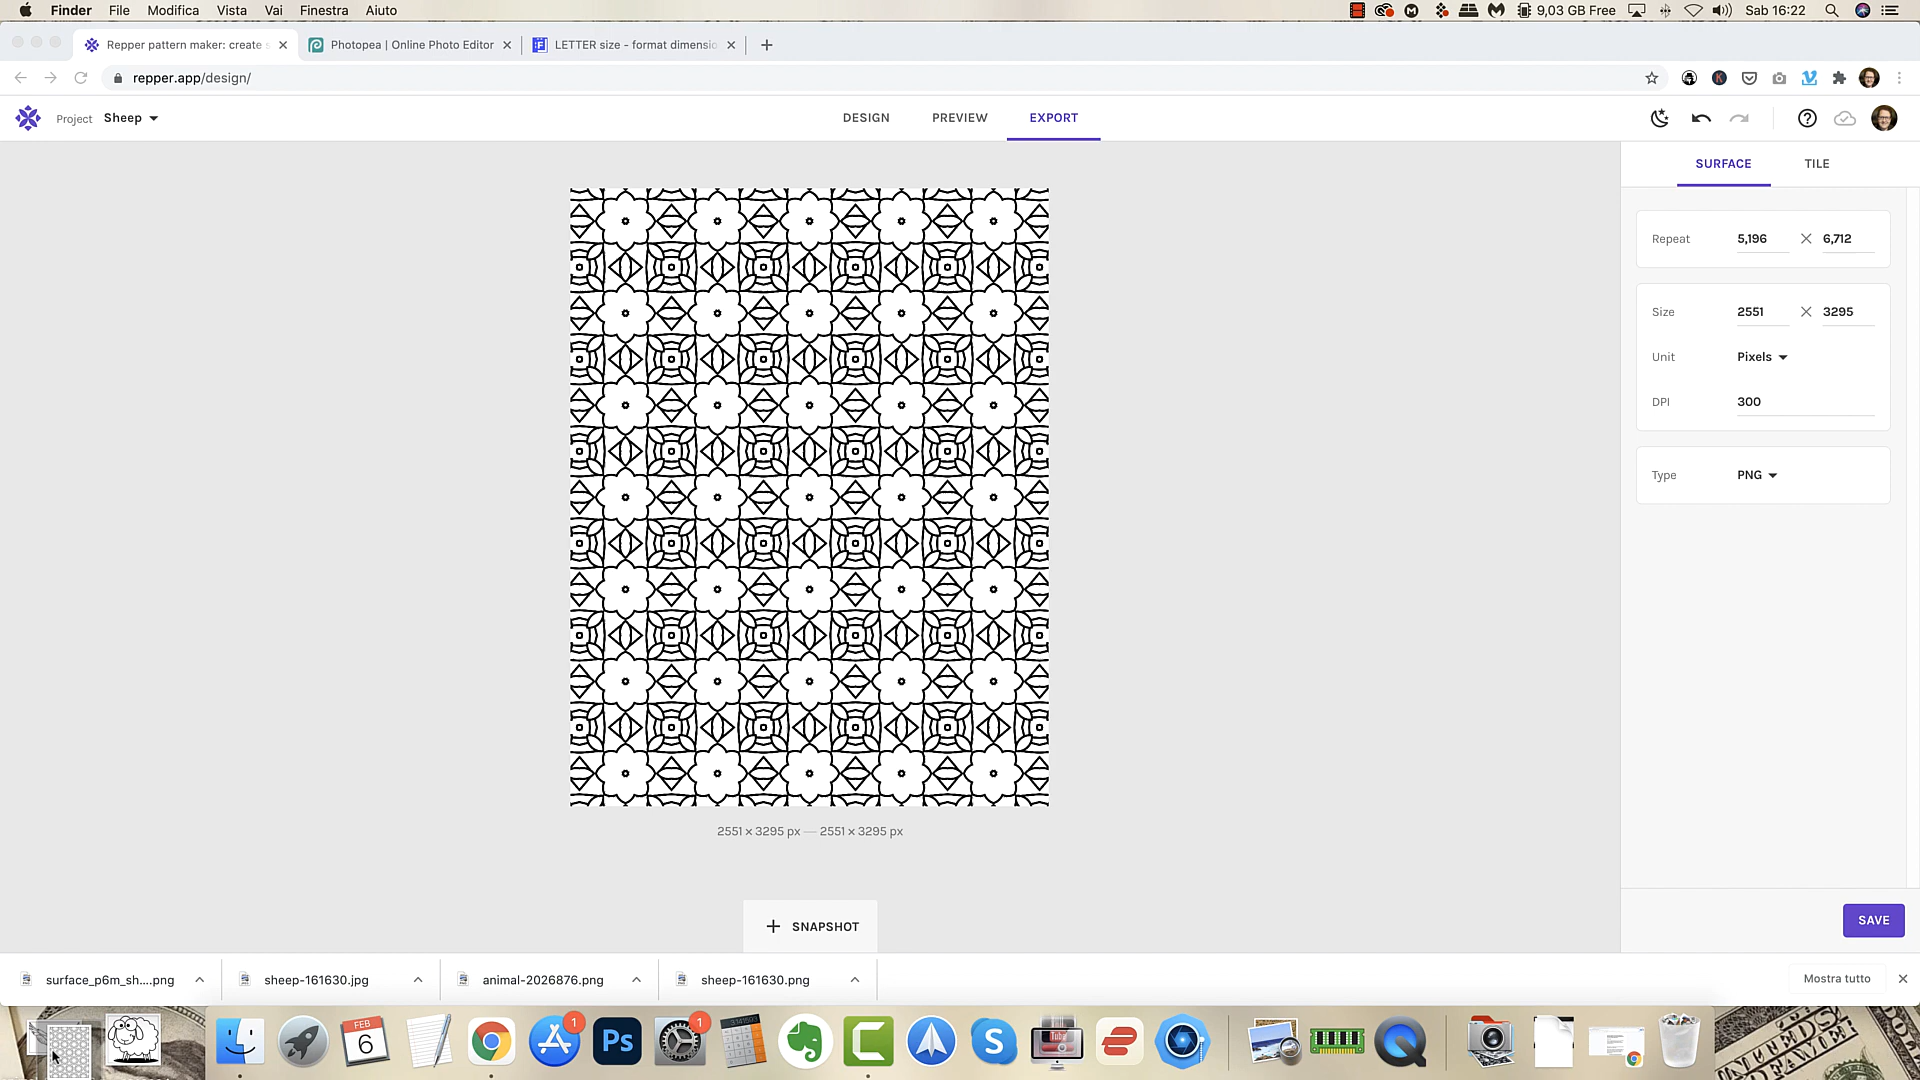 Finder File Modifica Vista Vai Finestra Aiuto 9,03 GB Free Sab 16:22
Repper pattern maker: create s Photopea | Online Photo Editor LETTER size - format dimensio
repper.app/design/
Project Sheep DESIGN PREVIEW EXPORT
SURFACE TILE
Repeat 5,196 6,712
Size 2551 3295
Unit Pixels
DPI 300
Type PNG
2551 × 3295 px — 2551 × 3295 px
SNAPSHOT
SAVE
surface_p6m_sh....png sheep-161630.jpg animal-2026876.png sheep-161630.png Mostra tutto
FEB
6
Ps
1
1
Tube